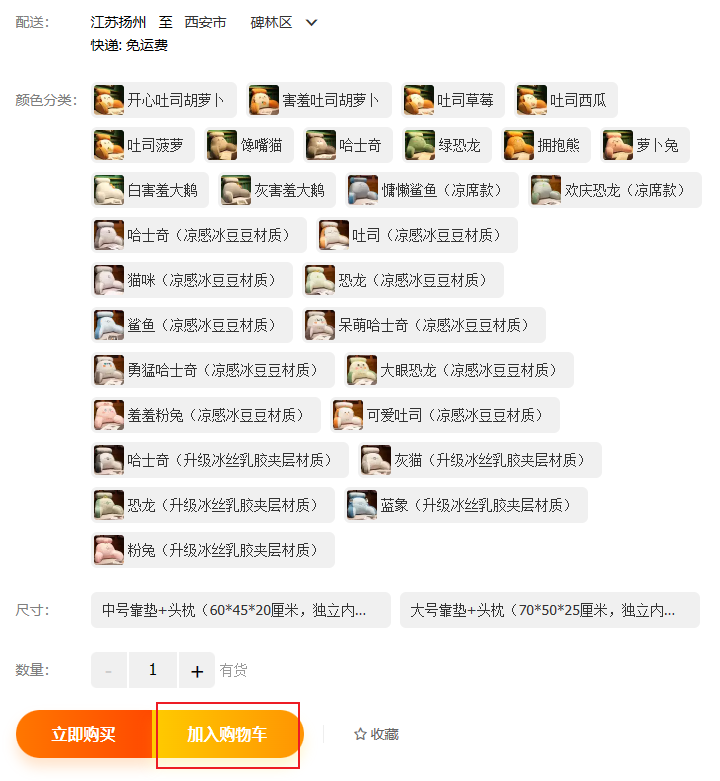 配送： 江苏扬州 至 西安市 碑林区
快递: 免运费
颜色分类： 开心吐司胡萝卜 害羞吐司胡萝卜 吐司草莓 吐司西瓜
吐司菠萝 馋嘴猫 哈士奇 绿恐龙 拥抱熊 萝卜兔
白害羞大鹅 灰害羞大鹅 慵懒鲨鱼（凉席款） 欢庆恐龙（凉席款）
哈士奇（凉感冰豆豆材质） 吐司（凉感冰豆豆材质）
猫咪（凉感冰豆豆材质） 恐龙（凉感冰豆豆材质）
鲨鱼（凉感冰豆豆材质） 呆萌哈士奇（凉感冰豆豆材质）
勇猛哈士奇（凉感冰豆豆材质） 大眼恐龙（凉感冰豆豆材质）
羞羞粉兔（凉感冰豆豆材质） 可爱吐司（凉感冰豆豆材质）
哈士奇（升级冰丝乳胶夹层材质） 灰猫（升级冰丝乳胶夹层材质）
恐龙（升级冰丝乳胶夹层材质） 蓝象（升级冰丝乳胶夹层材质）
粉兔（升级冰丝乳胶夹层材质）
尺寸： 中号靠垫+头枕（60*45*20厘米，独立内... 大号靠垫+头枕（70*50*25厘米，独立内...
数量： - 1 + 有货
立即购买 加入购物车 收藏